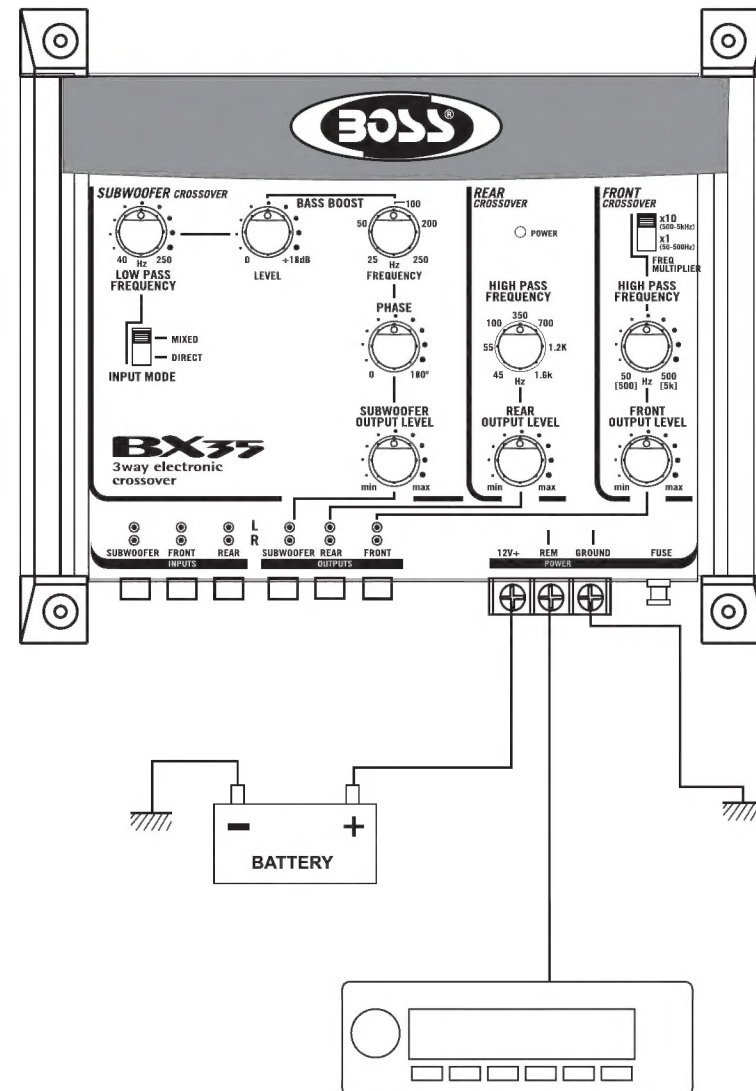 BOSS®
SUBWOOFER CROSSOVER
BASS BOOST
40 Hz 250
LOW PASS
FREQUENCY
0 +18dB
LEVEL
50 100 200
25 Hz 250
FREQUENCY
MIXED
DIRECT
INPUT MODE
PHASE
0 180°
SUBWOOFER
OUTPUT LEVEL
min max
BX35
3way electronic
crossover
REAR
CROSSOVER
POWER
HIGH PASS
FREQUENCY
350
100 700
55 1.2K
45 Hz 1.6k
REAR
OUTPUT LEVEL
min max
FRONT
CROSSOVER
x10
(500-5kHz)
x1
(50-500Hz)
FREQ
MULTIPLIER
HIGH PASS
FREQUENCY
50 Hz 500
[500] [5k]
FRONT
OUTPUT LEVEL
min max
L
R
SUBWOOFER FRONT REAR
INPUTS
SUBWOOFER REAR FRONT
OUTPUTS
12V+ REM GROUND
POWER
FUSE
- +
BATTERY